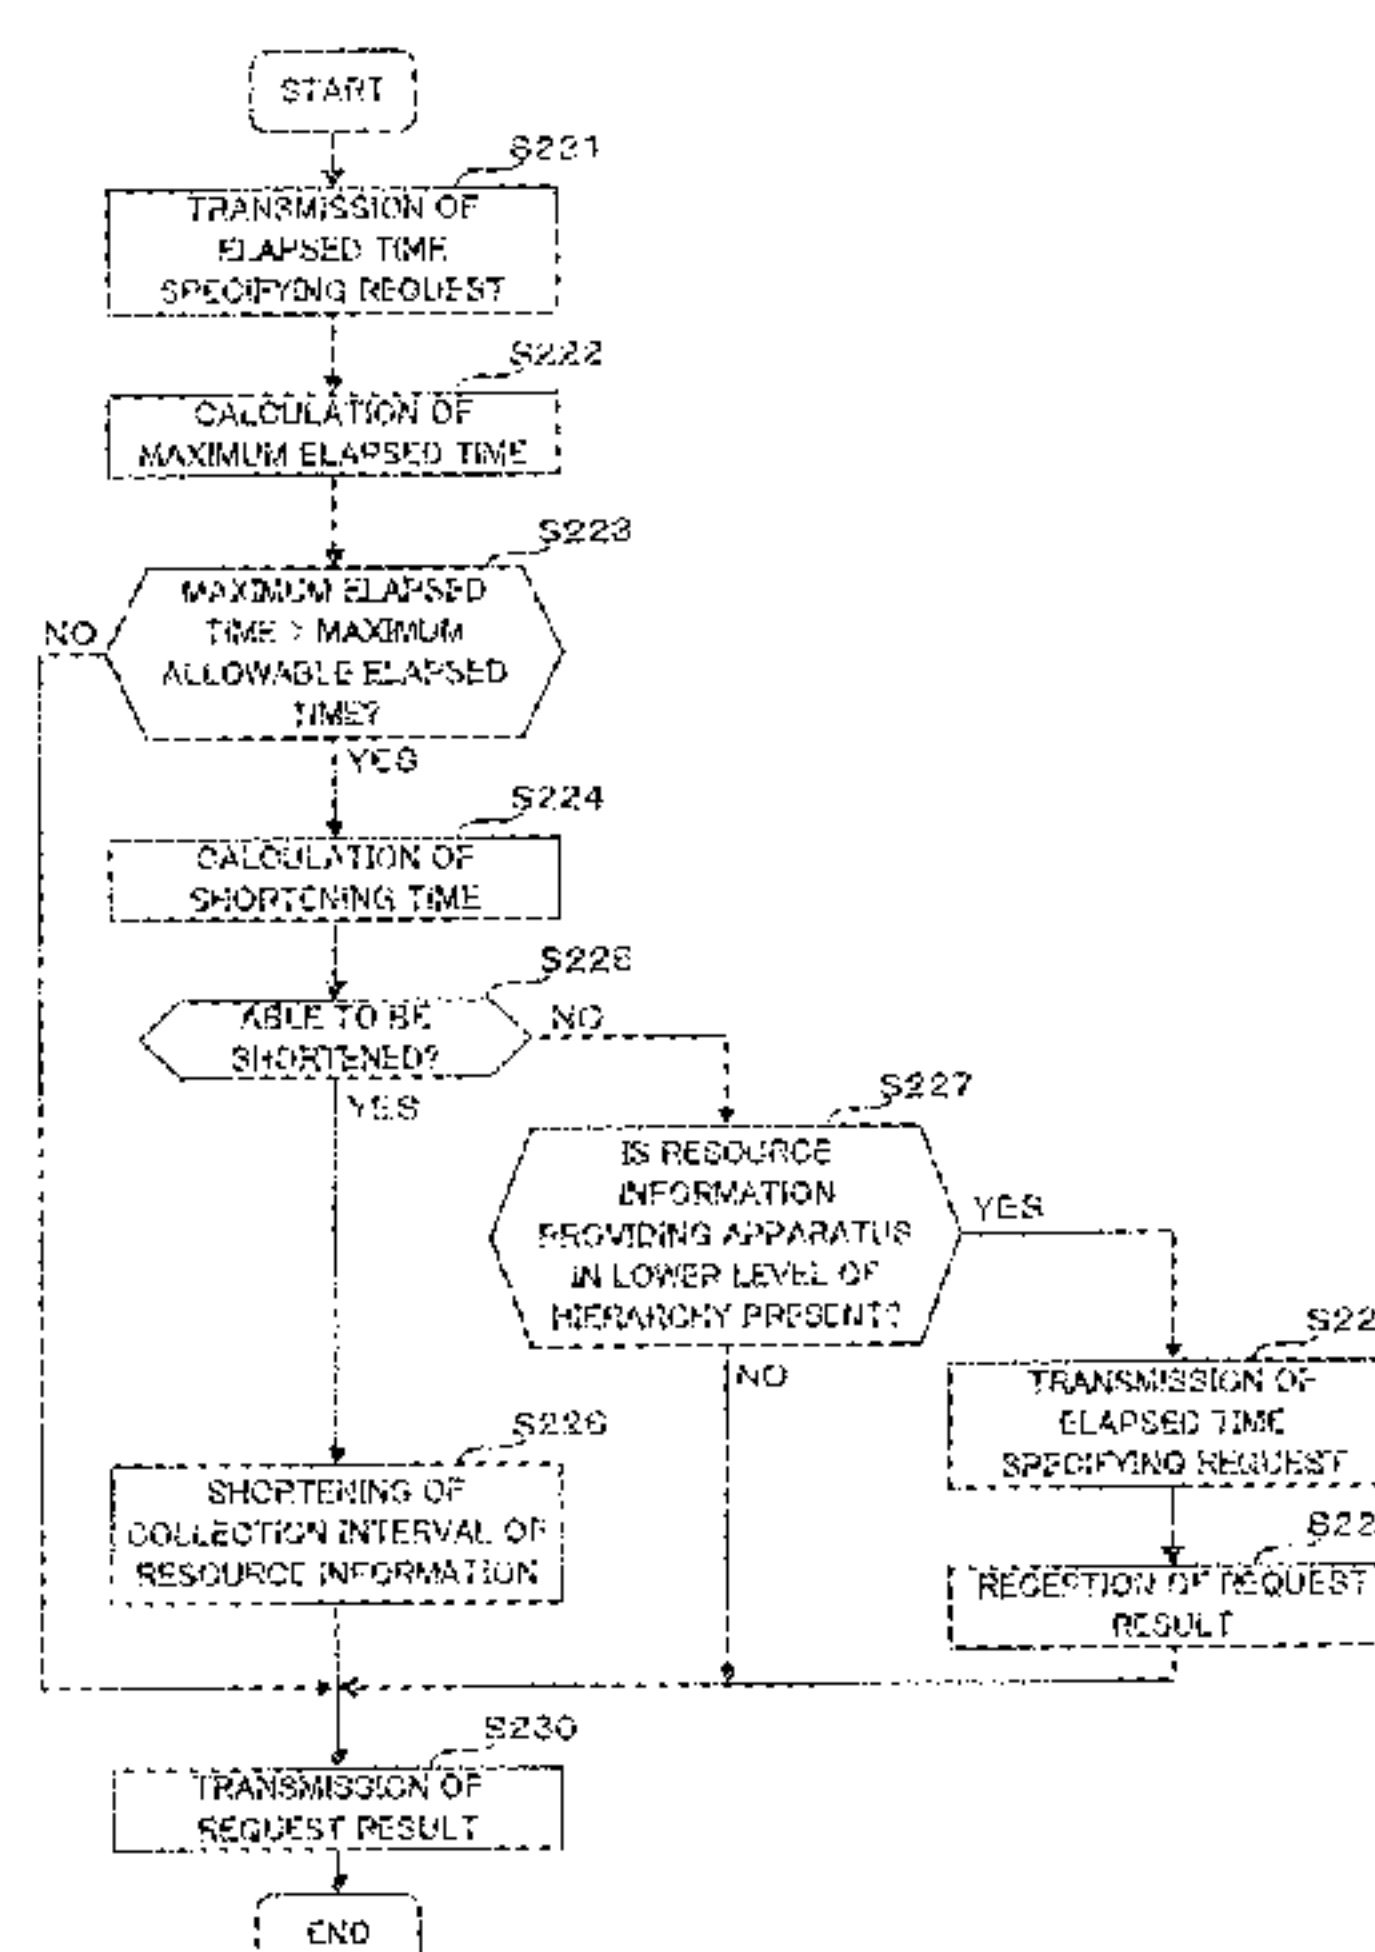 START
S221
TRANSMISSION OF
ELAPSED TIME
SPECIFYING REQUEST
S222
CALCULATION OF
MAXIMUM ELAPSED TIME
S223
MAXIMUM ELAPSED
TIME > MAXIMUM
ALLOWABLE ELAPSED
TIME?
NO
YES
S224
CALCULATION OF
SHORTENING TIME
ABLE TO BE
SHORTENED?
NO
YES
S227
IS RESOURCE
INFORMATION
PROVIDING APPARATUS
IN LOWER LEVEL OF
HIERARCHY PRESENT?
YES
NO
S22
TRANSMISSION OF
ELAPSED TIME
SPECIFYING REQUEST
S22
RECEPTION OF REQUEST
RESULT
S226
SHORTENING OF
COLLECTION INTERVAL OF
RESOURCE INFORMATION
S230
TRANSMISSION OF
REQUEST RESULT
END